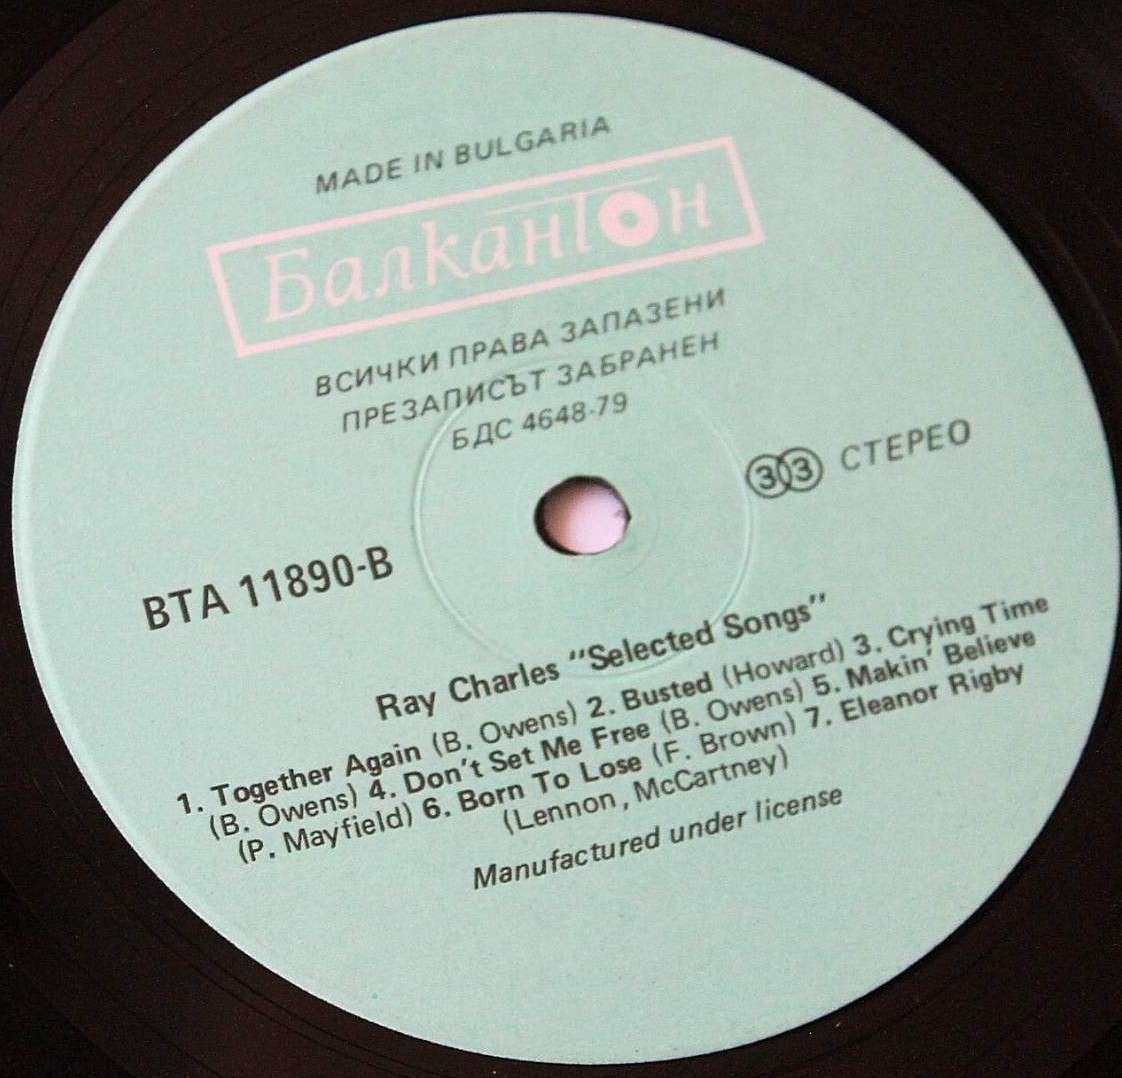 MADE IN BULGARIA
Балкантон
ВСИЧКИ ПРАВА ЗАПАЗЕНИ
ПРЕЗАПИСЪТ ЗАБРАНЕН
БДС 4648-79
33 СТЕРЕО
ВТА 11890-В
Ray Charles "Selected Songs"
1. Together Again (B. Owens) 2. Busted (Howard) 3. Crying Time
(B. Owens) 4. Don't Set Me Free (B. Owens) 5. Makin' Believe
(P. Mayfield) 6. Born To Lose (F. Brown) 7. Eleanor Rigby
(Lennon, McCartney)
Manufactured under license